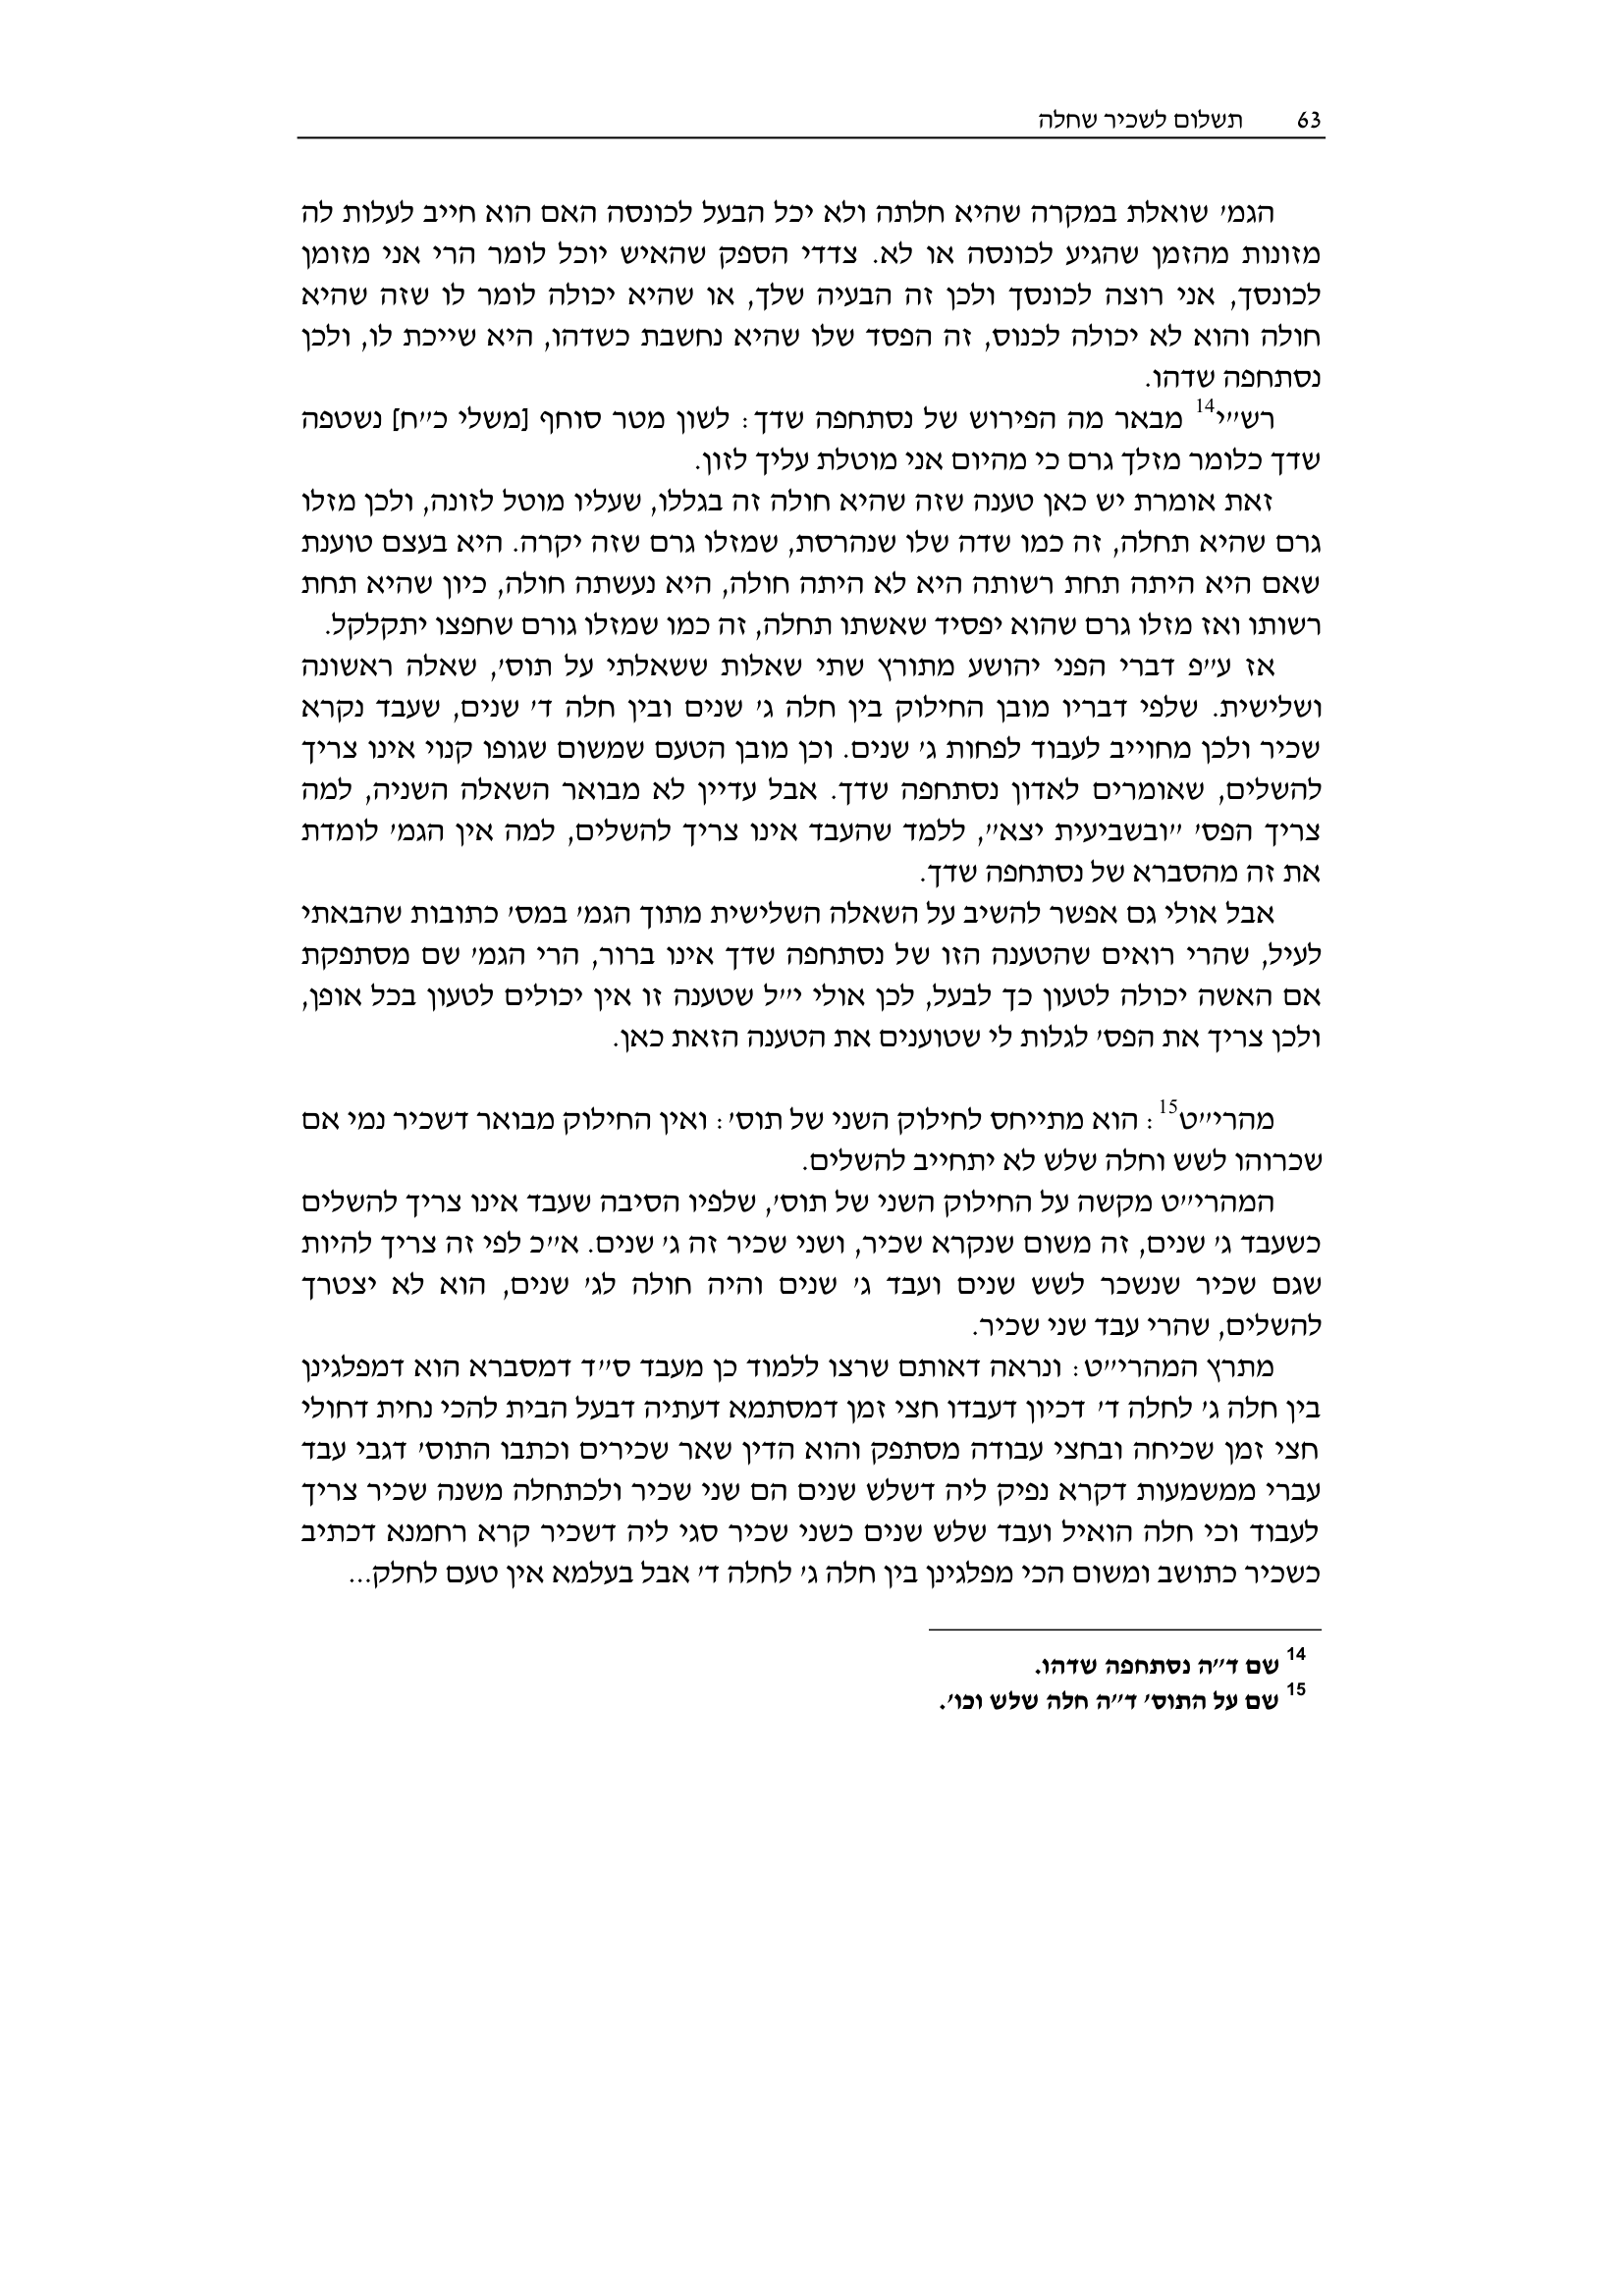 63 תשלום לשכיר שחלה
הגמ' שואלת במקרה שהיא חלתה ולא יכל הבעל לכונסה האם הוא חייב לעלות לה
מזונות מהזמן שהגיע לכונסה או לא. צדדי הספק שהאיש יוכל לומר הרי אני מזומן
לכונסך, אני רוצה לכונסך ולכן זה הבעיה שלך, או שהיא יכולה לומר לו שזה שהיא
חולה והוא לא יכולה לכנוס, זה הפסד שלו שהיא נחשבת כשדהו, היא שייכת לו, ולכן
נסתחפה שדהו.
רש"י14 מבאר מה הפירוש של נסתחפה שדך: לשון מטר סוחף [משלי כ"ח] נשטפה
שדך כלומר מזלך גרם כי מהיום אני מוטלת עליך לזון.
זאת אומרת יש כאן טענה שזה שהיא חולה זה בגללו, שעליו מוטל לזונה, ולכן מזלו
גרם שהיא תחלה, זה כמו שדה שלו שנהרסת, שמזלו גרם שזה יקרה. היא בעצם טוענת
שאם היא היתה תחת רשותה היא לא היתה חולה, היא נעשתה חולה, כיון שהיא תחת
רשותו ואז מזלו גרם שהוא יפסיד שאשתו תחלה, זה כמו שמזלו גורם שחפצו יתקלקל.
אז ע"פ דברי הפני יהושע מתורץ שתי שאלות ששאלתי על תוס', שאלה ראשונה
ושלישית. שלפי דבריו מובן החילוק בין חלה ג' שנים ובין חלה ד' שנים, שעבד נקרא
שכיר ולכן מחוייב לעבוד לפחות ג' שנים. וכן מובן הטעם שמשום שגופו קנוי אינו צריך
להשלים, שאומרים לאדון נסתחפה שדך. אבל עדיין לא מבואר השאלה השניה, למה
צריך הפס' "ובשביעית יצא", ללמד שהעבד אינו צריך להשלים, למה אין הגמ' לומדת
את זה מהסברא של נסתחפה שדך.
אבל אולי גם אפשר להשיב על השאלה השלישית מתוך הגמ' במס' כתובות שהבאתי
לעיל, שהרי רואים שהטענה הזו של נסתחפה שדך אינו ברור, הרי הגמ' שם מסתפקת
אם האשה יכולה לטעון כך לבעל, לכן אולי י"ל שטענה זו אין יכולים לטעון בכל אופן,
ולכן צריך את הפס' לגלות לי שטוענים את הטענה הזאת כאן.
מהרי"ט15: הוא מתייחס לחילוק השני של תוס': ואין החילוק מבואר דשכיר נמי אם
שכרוהו לשש וחלה שלש לא יתחייב להשלים.
המהרי"ט מקשה על החילוק השני של תוס', שלפיו הסיבה שעבד אינו צריך להשלים
כשעבד ג' שנים, זה משום שנקרא שכיר, ושני שכיר זה ג' שנים. א"כ לפי זה צריך להיות
שגם שכיר שנשכר לשש שנים ועבד ג' שנים והיה חולה לג' שנים, הוא לא יצטרך
להשלים, שהרי עבד שני שכיר.
מתרץ המהרי"ט: ונראה דאותם שרצו ללמוד כן מעבד ס"ד דמסברא הוא דמפלגינן
בין חלה ג' לחלה ד' דכיון דעבדו חצי זמן דמסתמא דעתיה דבעל הבית להכי נחית דחולי
חצי זמן שכיחה ובחצי עבודה מסתפק והוא הדין שאר שכירים וכתבו התוס' דגבי עבד
עברי ממשמעות דקרא נפיק ליה דשלש שנים הם שני שכיר ולכתחלה משנה שכיר צריך
לעבוד וכי חלה הואיל ועבד שלש שנים כשני שכיר סגי ליה דשכיר קרא רחמנא דכתיב
כשכיר כתושב ומשום הכי מפלגינן בין חלה ג' לחלה ד' אבל בעלמא אין טעם לחלק...
14 שם ד"ה נסתחפה שדהו.
15 שם על התוס' ד"ה חלה שלש וכו'.